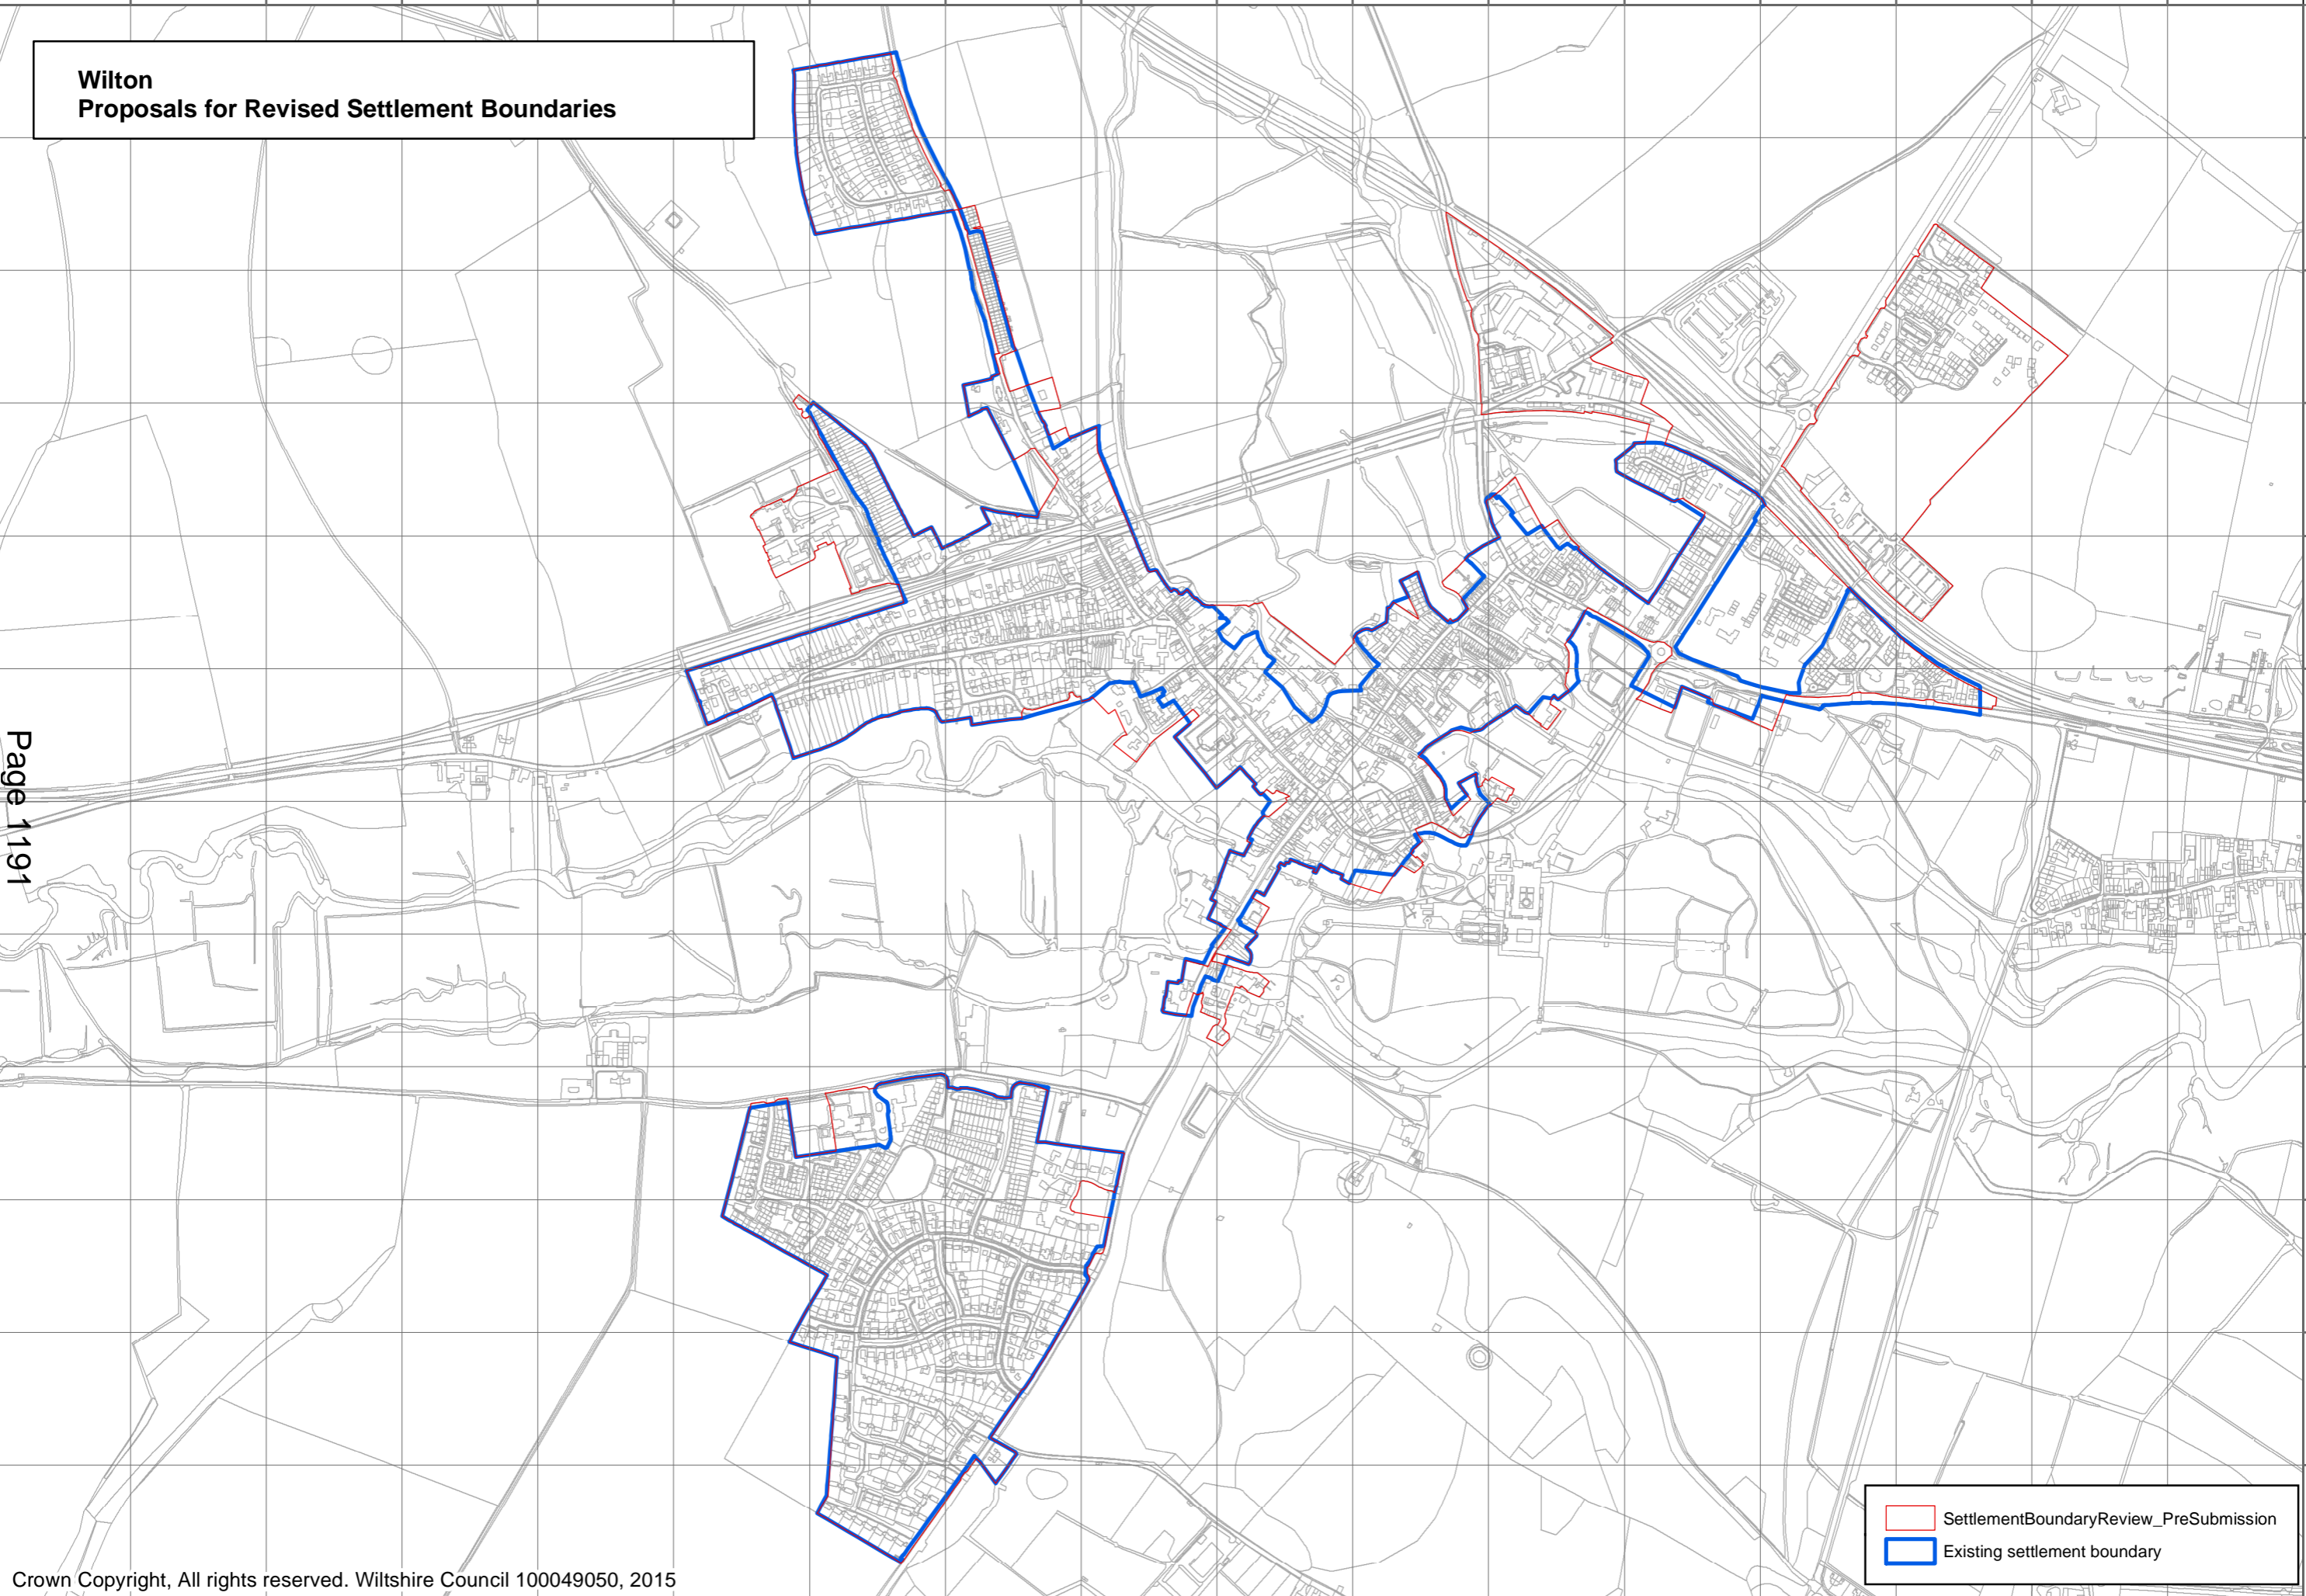 Wilton
Proposals for Revised Settlement Boundaries
Page 1191
SettlementBoundaryReview_PreSubmission
Existing settlement boundary
Crown Copyright, All rights reserved. Wiltshire Council 100049050, 2015